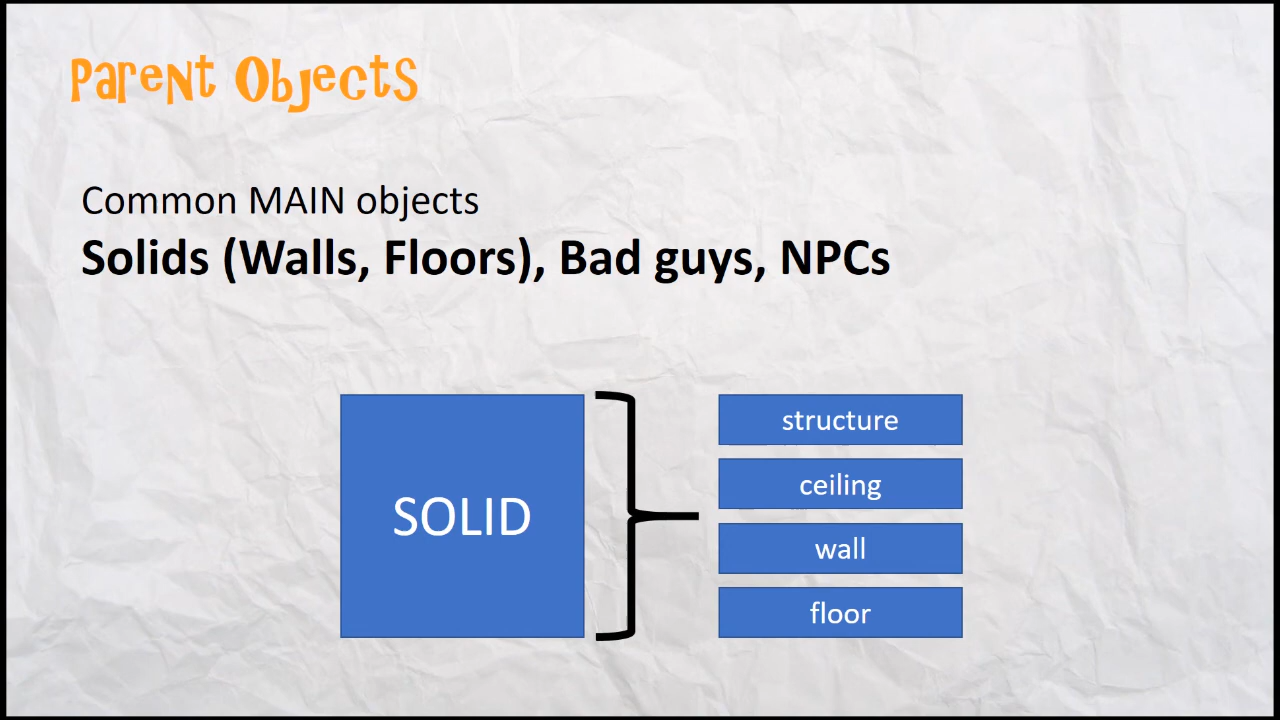 Parent Objects
Common MAIN objects
Solids (Walls, Floors), Bad guys, NPCs
SOLID
structure
ceiling
wall
floor